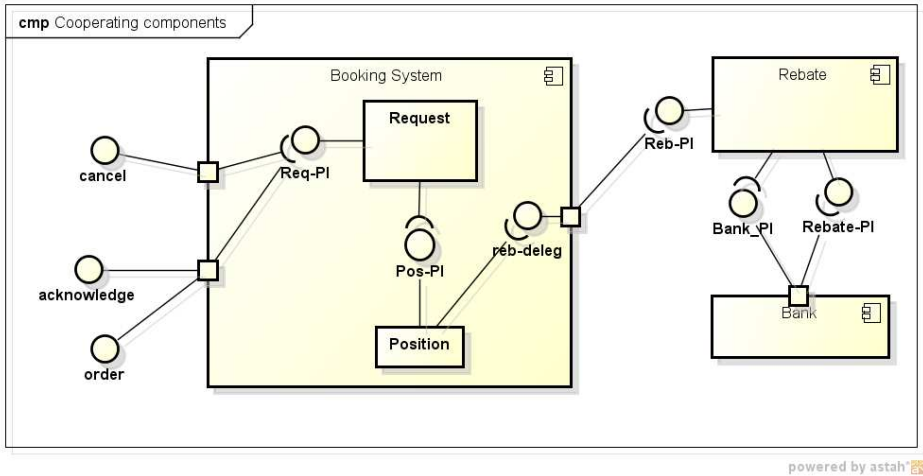 cmp Cooperating components
Booking System
Rebate
Request
cancel
Req-PI
Reb-PI
Bank_PI
Rebate-PI
reb-deleg
Pos-PI
acknowledge
Bank
Position
order
powered by astah*